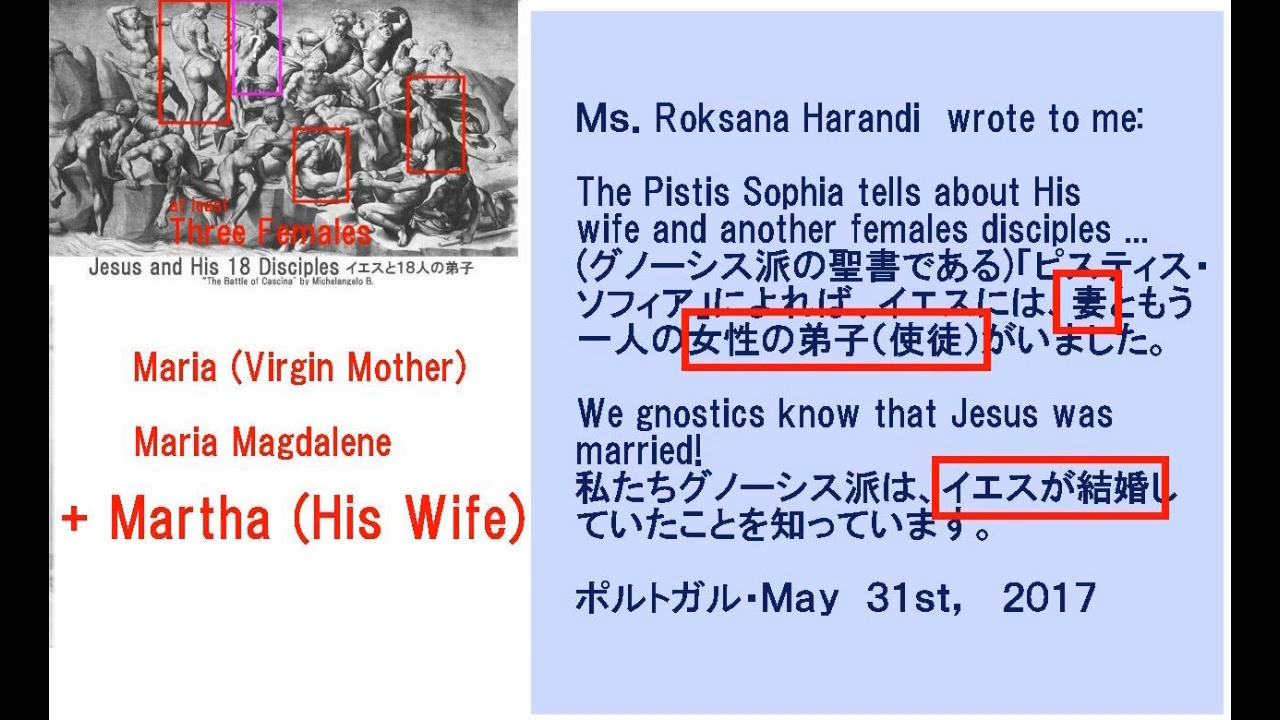 ?
at least
Three Females
Jesus and His 18 Disciples イエスと18人の弟子
"The Battle of Cascina" by Michelangelo B.
Maria (Virgin Mother)
Maria Magdalene
+ Martha (His Wife)
Ms. Roksana Harandi wrote to me:
The Pistis Sophia tells about His
wife and another females disciples ...
(グノーシス派の聖書である)「ピスティス・
ソフィア」によれば、イエスには、妻ともう
一人の女性の弟子(使徒)がいました。
We gnostics know that Jesus was
married!
私たちグノーシス派は、イエスが結婚し
ていたことを知っています。
ポルトガル・May 31st, 2017